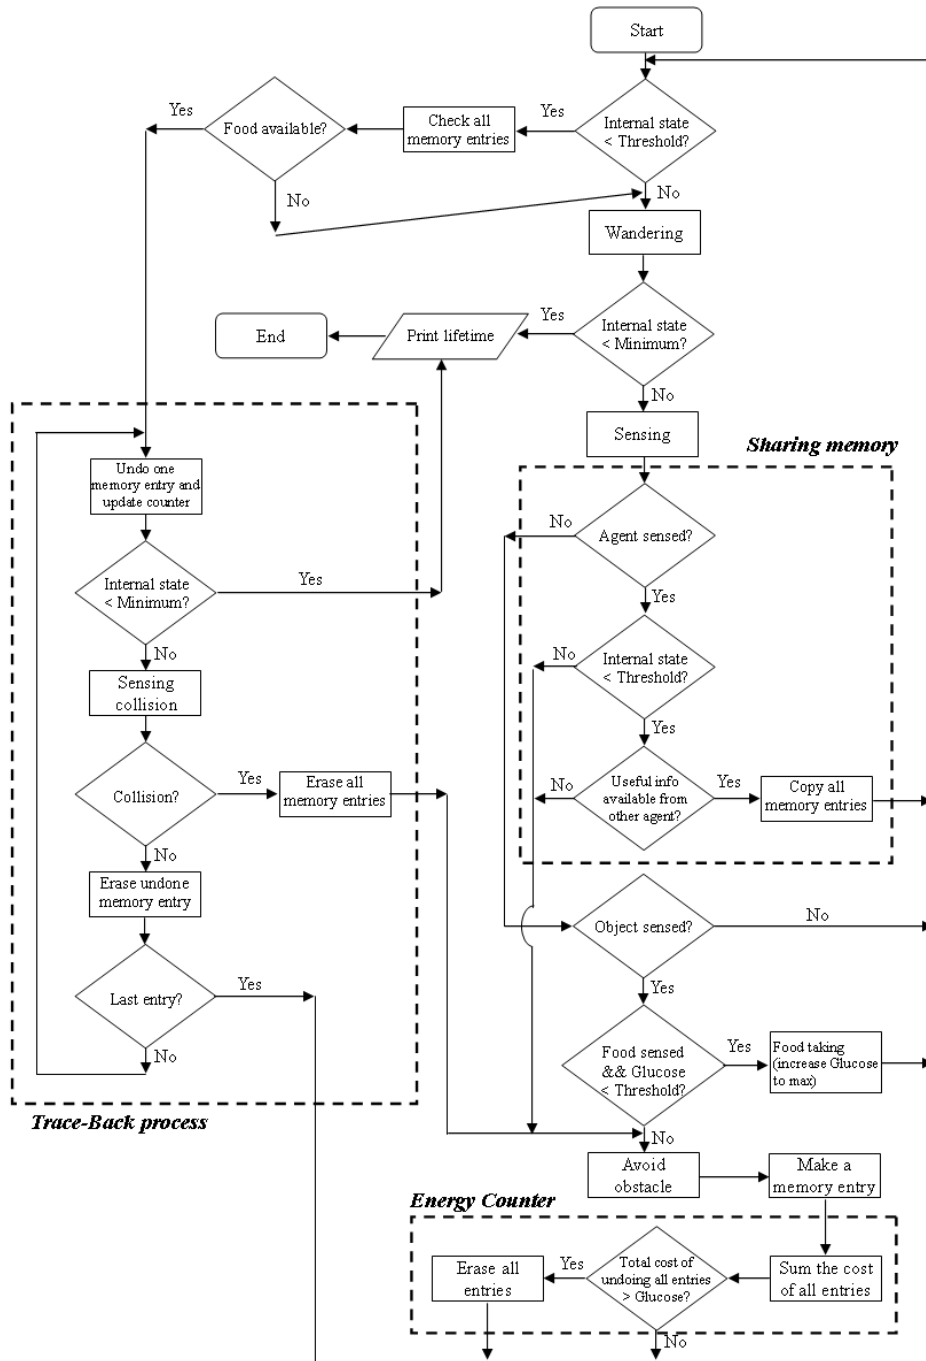 Start
Yes
Food available?
Check all
memory entries
Yes
Internal state
< Threshold?
No
No
Wandering
End
Print lifetime
Yes
Internal state
< Minimum?
No
Sensing
Sharing memory
Undo one
memory entry and
update counter
No
Agent sensed?
Internal state
< Minimum?
Yes
Yes
No
No
Internal state
< Threshold?
Sensing
collision
Yes
Collision?
Yes
Erase all
memory entries
No
Useful info
available from
other agent?
Yes
Copy all
memory entries
No
Erase undone
memory entry
Object sensed?
No
Last entry?
Yes
Yes
No
Food sensed
&& Glucose
< Threshold?
Yes
Food taking
(increase Glucose
to max)
Trace-Back process
No
Avoid
obstacle
Make a
memory entry
Energy Counter
Erase all
entries
Yes
Total cost of
undoing all entries
> Glucose?
Sum the cost
of all entries
No